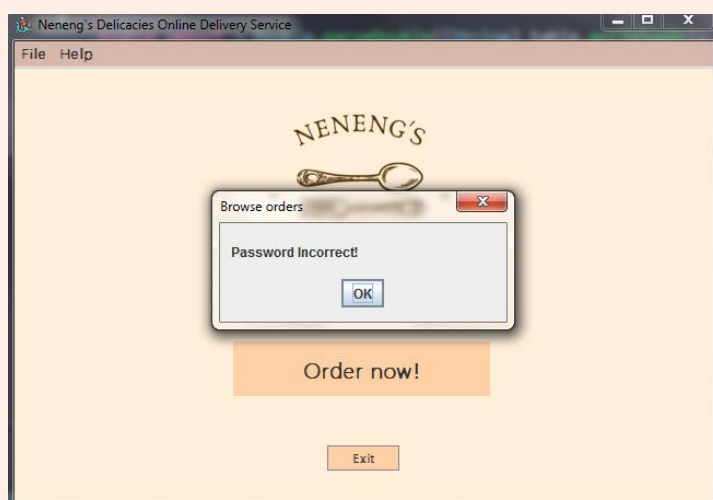 Neneng's Delicacies Online Delivery Service
File Help
NENENG'S
Browse orders
Password Incorrect!
OK
Order now!
Exit